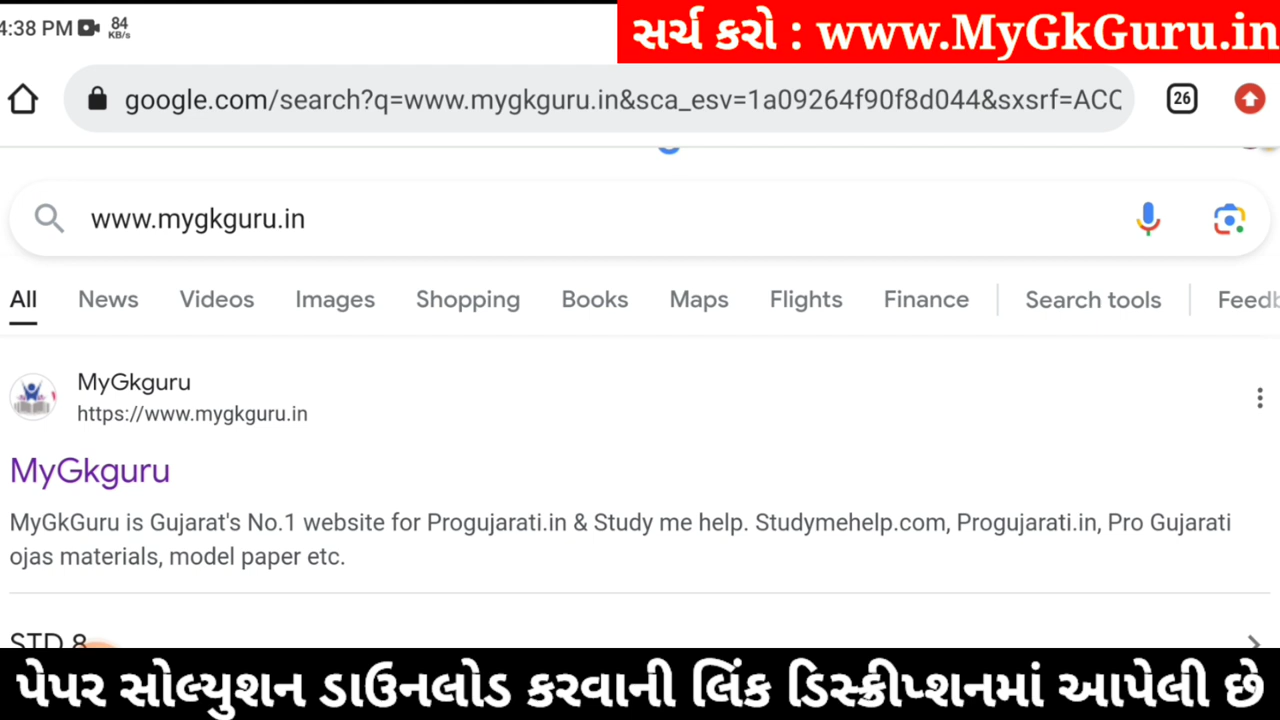 4:38 PM 84 KB/s
સર્ચ કરો : www.MyGkGuru.in
google.com/search?q=www.mygkguru.in&sca_esv=1a09264f90f8d044&sxsrf=ACC
26
www.mygkguru.in
All News Videos Images Shopping Books Maps Flights Finance Search tools Feedb
MyGkguru
https://www.mygkguru.in
MyGkguru
MyGkGuru is Gujarat's No.1 website for Progujarati.in & Study me help. Studymehelp.com, Progujarati.in, Pro Gujarati
ojas materials, model paper etc.
STD 8
પેપર સોલ્યુશન ડાઉનલોડ કરવાની લિંક ડિસ્ક્રીપ્શનમાં આપેલી છે